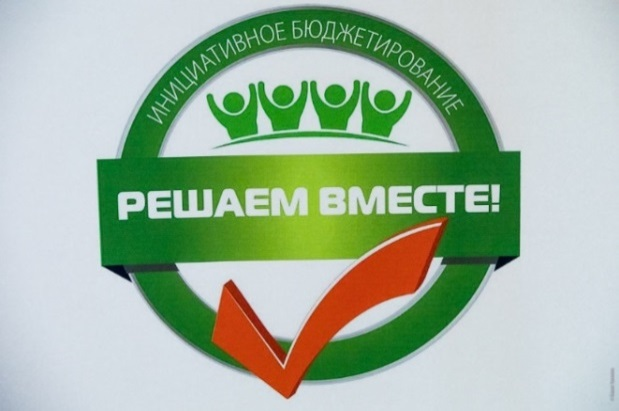 ИНИЦИАТИВНОЕ БЮДЖЕТИРОВАНИЕ
РЕШАЕМ ВМЕСТЕ!